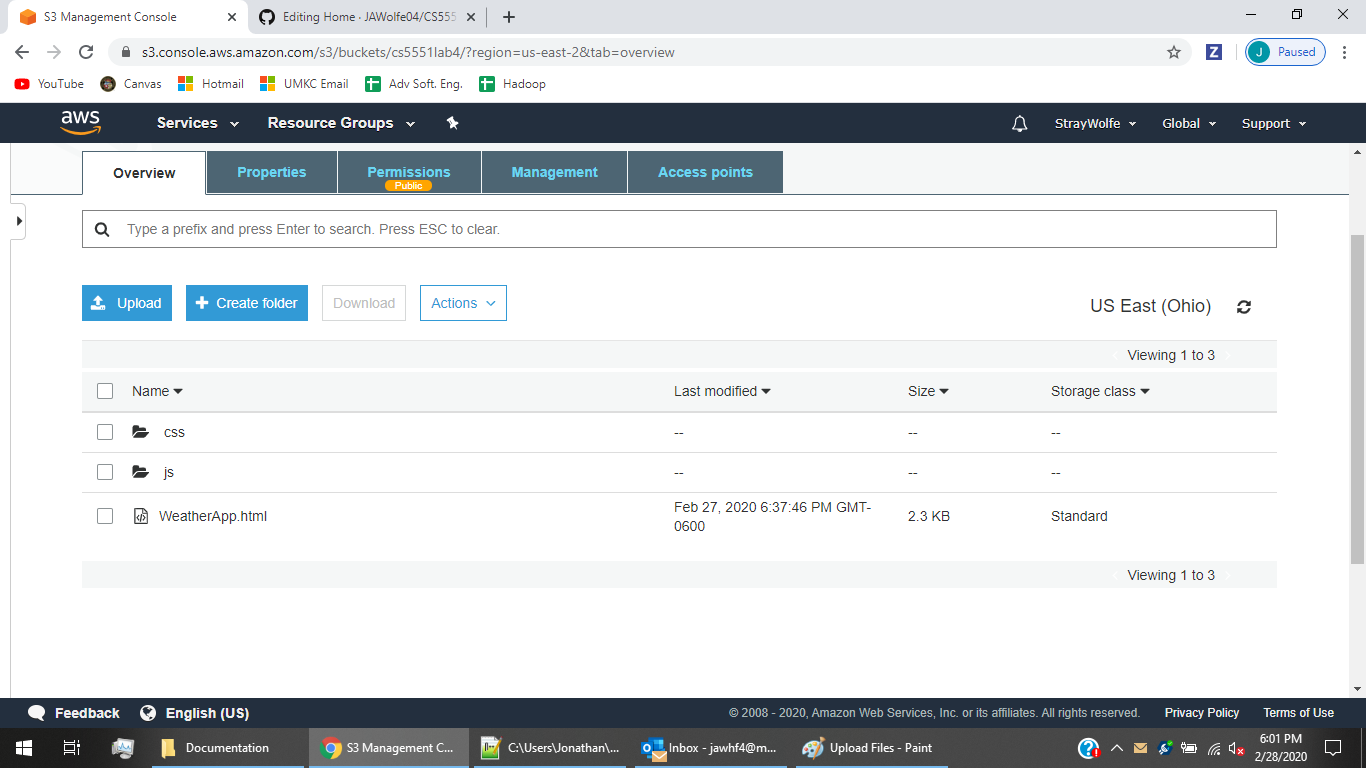 S3 Management Console
Editing Home · JAWolfe04/CS555
s3.console.aws.amazon.com/s3/buckets/cs5551lab4/?region=us-east-2&tab=overview
Z
J Paused
YouTube Canvas Hotmail UMKC Email Adv Soft. Eng. Hadoop
aws Services Resource Groups StrayWolfe Global Support
Overview Properties Permissions Management Access points
Public
Type a prefix and press Enter to search. Press ESC to clear.
Upload Create folder Download Actions US East (Ohio)
Viewing 1 to 3
Name Last modified Size Storage class
css -- -- --
js -- -- --
WeatherApp.html Feb 27, 2020 6:37:46 PM GMT-0600 2.3 KB Standard
Viewing 1 to 3
Feedback English (US) © 2008 - 2020, Amazon Web Services, Inc. or its affiliates. All rights reserved. Privacy Policy Terms of Use
Documentation S3 Management C... C:\Users\Jonathan\... Inbox - jawhf4@m... Upload Files - Paint
6:01 PM
2/28/2020